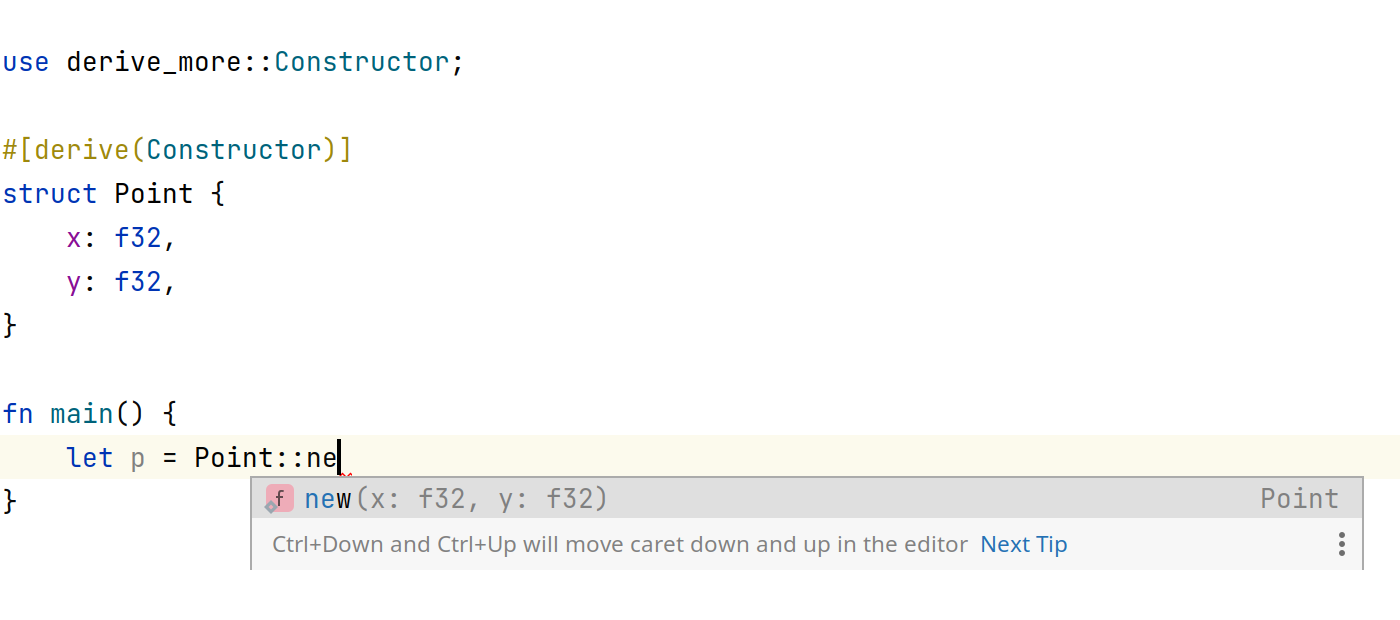 use derive_more::Constructor;
#[derive(Constructor)]
struct Point {
    x: f32,
    y: f32,
}
fn main() {
    let p = Point::ne
}
f new(x: f32, y: f32) Point
Ctrl+Down and Ctrl+Up will move caret down and up in the editor Next Tip